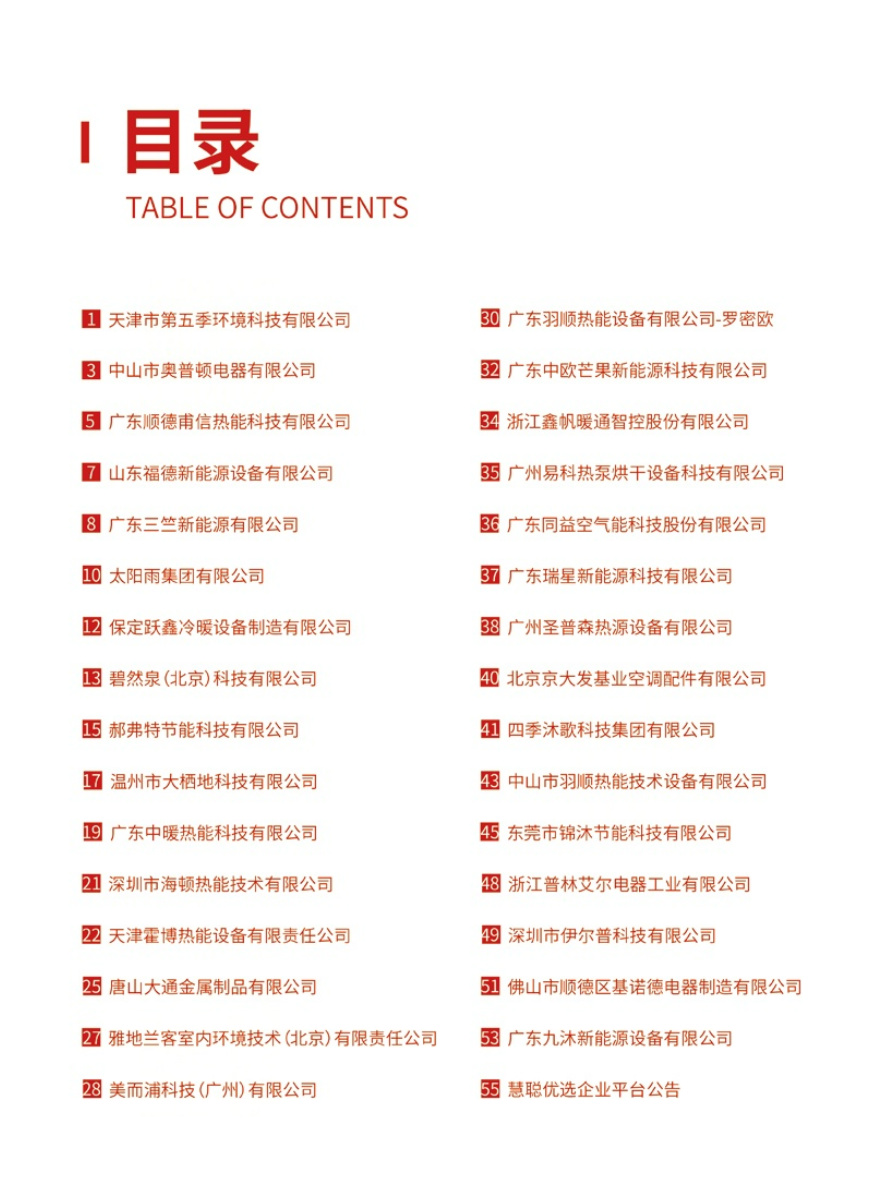 目录
TABLE OF CONTENTS
1 天津市第五季环境科技有限公司
3 中山市奥普顿电器有限公司
5 广东顺德甫信热能科技有限公司
7 山东福德新能源设备有限公司
8 广东三竺新能源有限公司
10 太阳雨集团有限公司
12 保定跃鑫冷暖设备制造有限公司
13 碧然泉(北京)科技有限公司
15 郝弗特节能科技有限公司
17 温州市大栖地科技有限公司
19 广东中暖热能科技有限公司
21 深圳市海顿热能技术有限公司
22 天津霍博热能设备有限责任公司
25 唐山大通金属制品有限公司
27 雅地兰客室内环境技术(北京)有限责任公司
28 美而浦科技(广州)有限公司
30 广东羽顺热能设备有限公司-罗密欧
32 广东中欧芒果新能源科技有限公司
34 浙江鑫帆暖通智控股份有限公司
35 广州易科热泵烘干设备科技有限公司
36 广东同益空气能科技股份有限公司
37 广东瑞星新能源科技有限公司
38 广州圣普森热源设备有限公司
40 北京京大发基业空调配件有限公司
41 四季沐歌科技集团有限公司
43 中山市羽顺热能技术设备有限公司
45 东莞市锦沐节能科技有限公司
48 浙江普林艾尔电器工业有限公司
49 深圳市伊尔普科技有限公司
51 佛山市顺德区基诺德电器制造有限公司
53 广东九沐新能源设备有限公司
55 慧聪优选企业平台公告